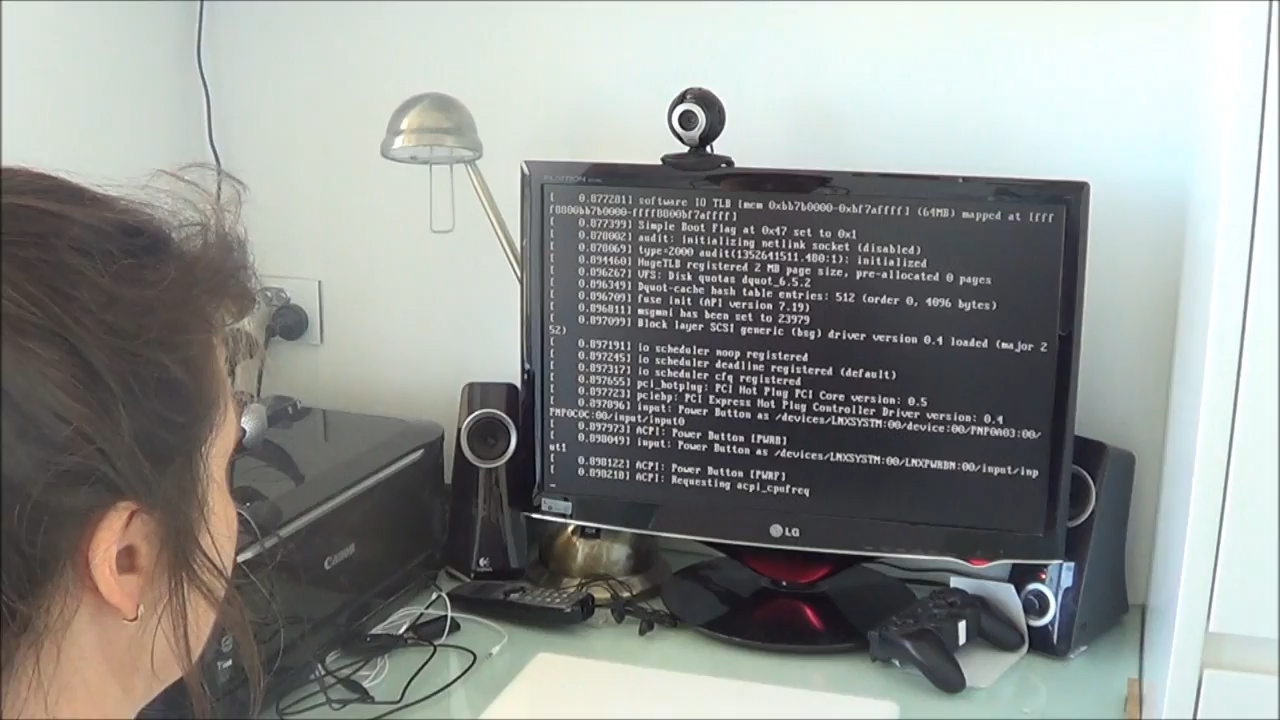 FLATRON
[    0.877281] software IO TLB [mem 0xbb7b0000-0xbf7affff] (64MB) mapped at [fff
f8800bb7b0000-ffff8800bf7affff]
[    0.877399] Simple Boot Flag at 0x47 set to 0x1
[    0.878002] audit: initializing netlink socket (disabled)
[    0.878069] type=2000 audit(1352641511.480:1): initialized
[    0.894460] HugeTLB registered 2 MB page size, pre-allocated 0 pages
[    0.896267] VFS: Disk quotas dquot_6.5.2
[    0.896349] Dquot-cache hash table entries: 512 (order 0, 4096 bytes)
[    0.896709] fuse init (API version 7.19)
[    0.896811] msgmni has been set to 23979
[    0.897099] Block layer SCSI generic (bsg) driver version 0.4 loaded (major 2
52)
[    0.897191] io scheduler noop registered
[    0.897245] io scheduler deadline registered (default)
[    0.897317] io scheduler cfq registered
[    0.897655] pci_hotplug: PCI Hot Plug PCI Core version: 0.5
[    0.897723] pciehp: PCI Express Hot Plug Controller Driver version: 0.4
[    0.897896] input: Power Button as /devices/LNXSYSTM:00/device:00/PNP0A03:00/
PNP0C0C:00/input/input0
[    0.897973] ACPI: Power Button [PWRB]
[    0.898049] input: Power Button as /devices/LNXSYSTM:00/LNXPWRBN:00/input/inp
ut1
[    0.898122] ACPI: Power Button [PWRF]
[    0.898218] ACPI: Requesting acpi_cpufreq
LG
Canon